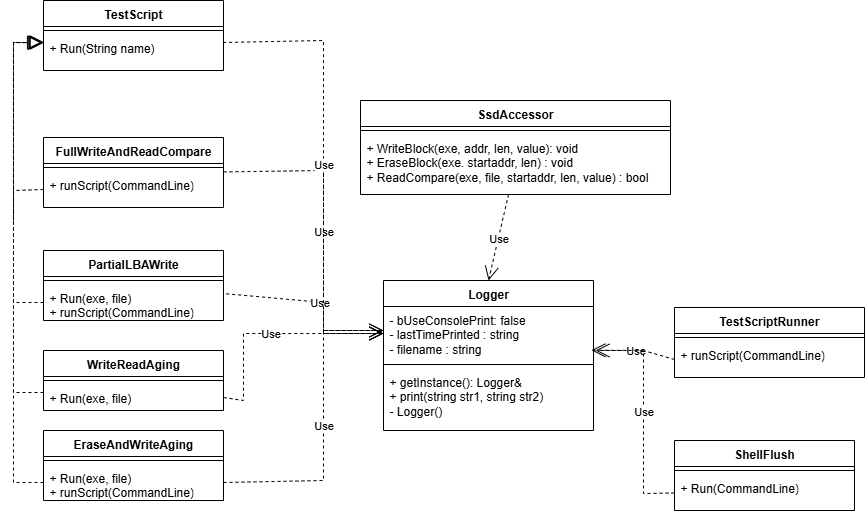 TestScript
+ Run(String name)
FullWriteAndReadCompare
+ runScript(CommandLine)
PartialLBAWrite
+ Run(exe, file)
+ runScript(CommandLine)
WriteReadAging
+ Run(exe, file)
EraseAndWriteAging
+ Run(exe, file)
+ runScript(CommandLine)
Use
Use
Use
Use
Use
SsdAccessor
+ WriteBlock(exe, addr, len, value): void
+ EraseBlock(exe. startaddr, len) : void
+ ReadCompare(exe, file, startaddr, len, value) : bool
Use
Logger
- bUseConsolePrint: false
- lastTimePrinted : string
- filename : string
+ getInstance(): Logger&
+ print(string str1, string str2)
- Logger()
Use
Use
TestScriptRunner
+ runScript(CommandLine)
ShellFlush
+ Run(CommandLine)